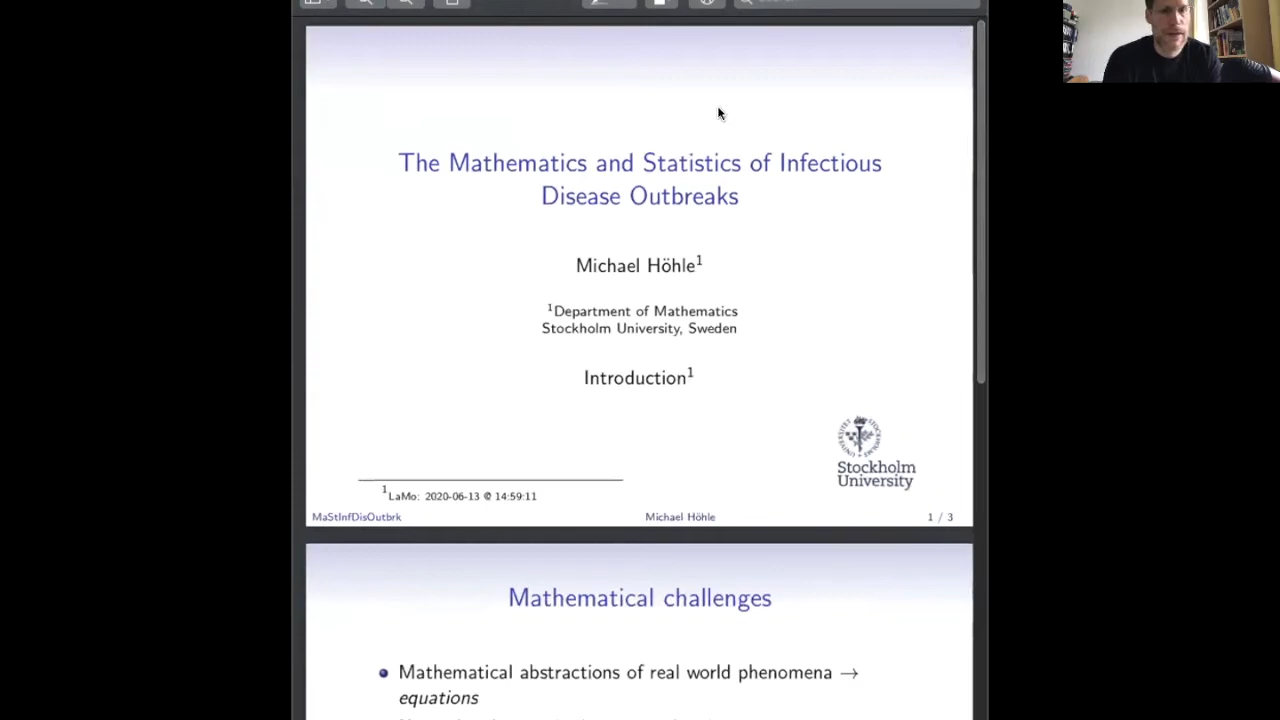 The Mathematics and Statistics of Infectious
Disease Outbreaks
Michael Höhle¹
¹Department of Mathematics
Stockholm University, Sweden
Introduction¹
Stockholm
University
¹LaMo: 2020-06-13 @ 14:59:11
MaStInfDisOutbrk Michael Höhle 1 / 3
Mathematical challenges
Mathematical abstractions of real world phenomena →
equations